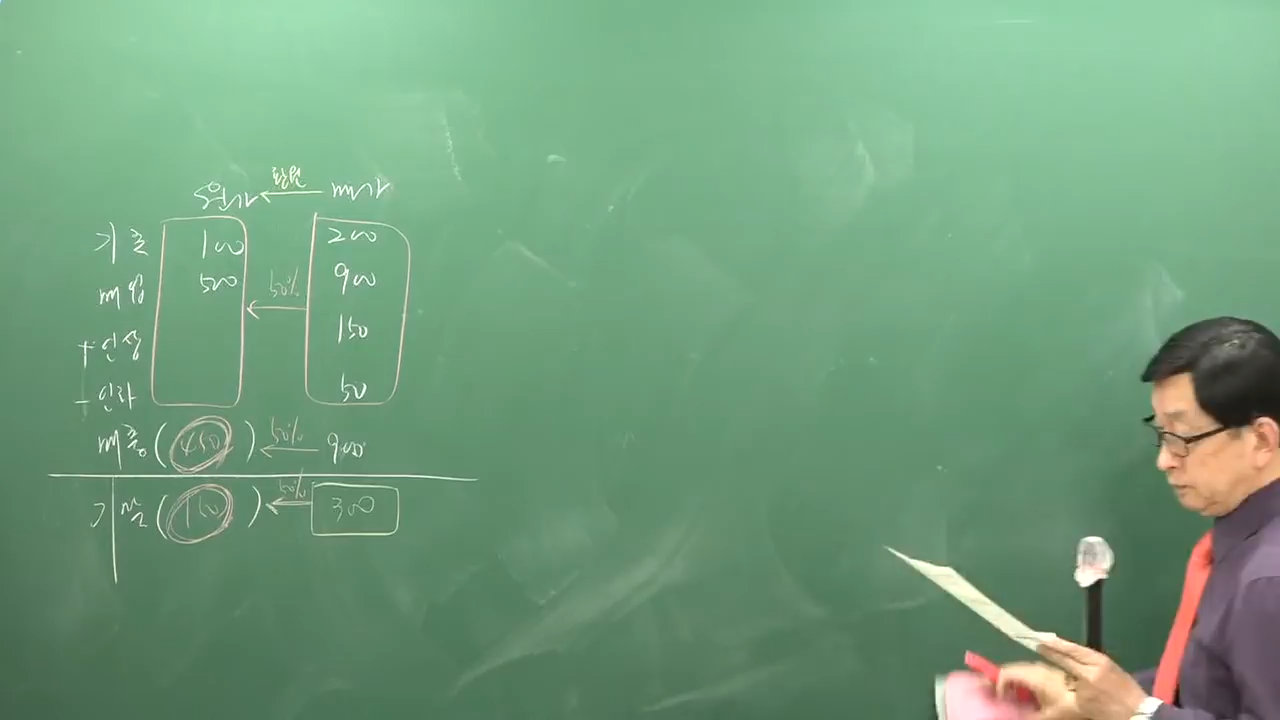 원가 ← 환원 매가
기초 100 200
매입 500 ← 50% 900
+ 인상 150
- 인하 50
매출 (450) ← 50% 900
기말 (150) ← 50% 300